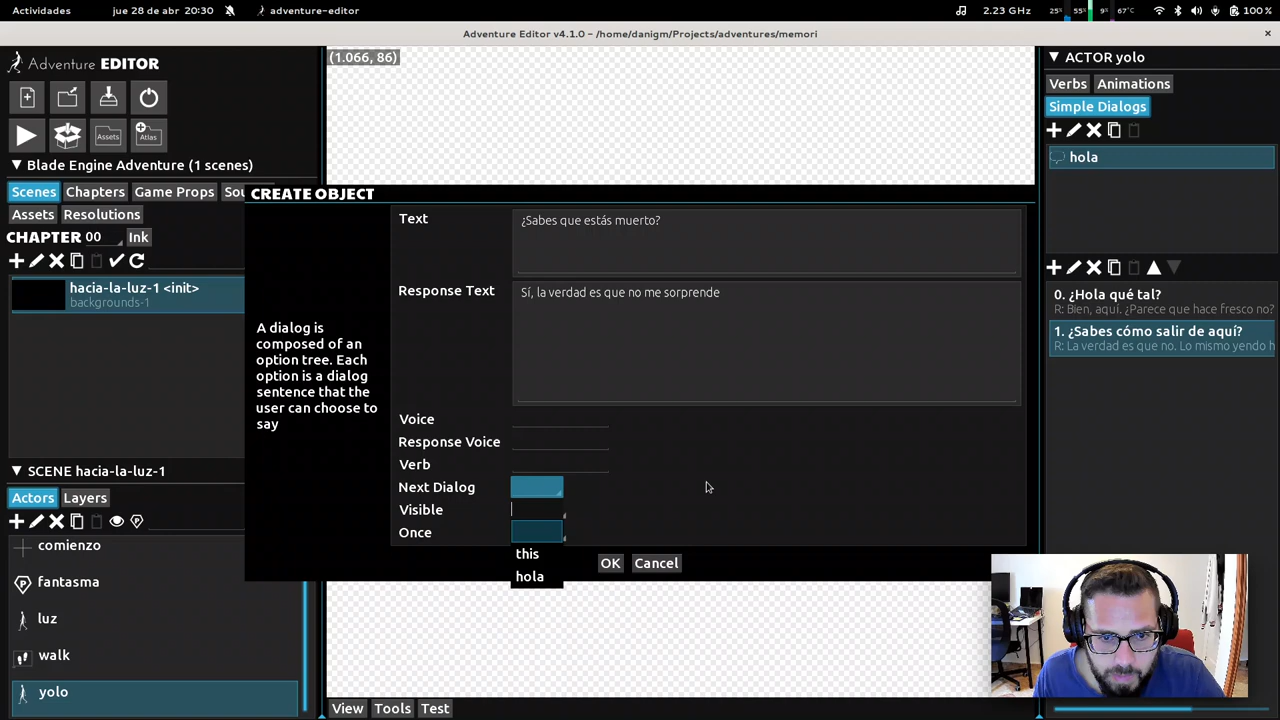 Actividades
jue 28 de abr 20:30
adventure-editor
25%
55%
9%
67°C
2.23 GHz
100 %
Adventure Editor v4.1.0 - /home/danigm/Projects/adventures/memori
×
Adventure EDITOR
Assets
Atlas
Blade Engine Adventure (1 scenes)
Scenes
Chapters
Game Props
Assets
Resolutions
CHAPTER 00
Ink
hacia-la-luz-1 <init>
backgrounds-1
SCENE hacia-la-luz-1
Actors
Layers
comienzo
fantasma
luz
walk
yolo
(1.066, 86)
CREATE OBJECT
A dialog is
composed of an
option tree. Each
option is a dialog
sentence that the
user can choose to
say
Text
¿Sabes que estás muerto?
Response Text
Sí, la verdad es que no me sorprende
Voice
Response Voice
Verb
Next Dialog
Visible
Once
this
hola
OK
Cancel
View
Tools
Test
ACTOR yolo
Verbs
Animations
Simple Dialogs
hola
0. ¿Hola qué tal?
R: Bien, aquí. ¿Parece que hace fresco no?
1. ¿Sabes cómo salir de aquí?
R: La verdad es que no. Lo mismo yendo h